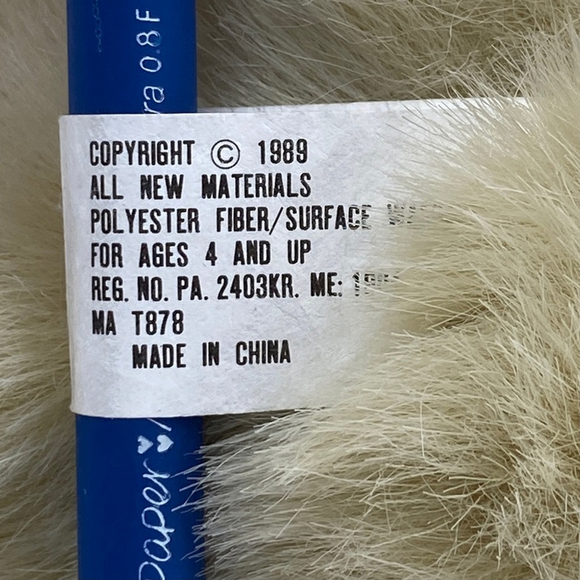 COPYRIGHT © 1989
ALL NEW MATERIALS
POLYESTER FIBER/SURFACE
FOR AGES 4 AND UP
REG. NO. PA. 2403KR. ME:
MA T878
MADE IN CHINA
Paper
ra 0.8 F